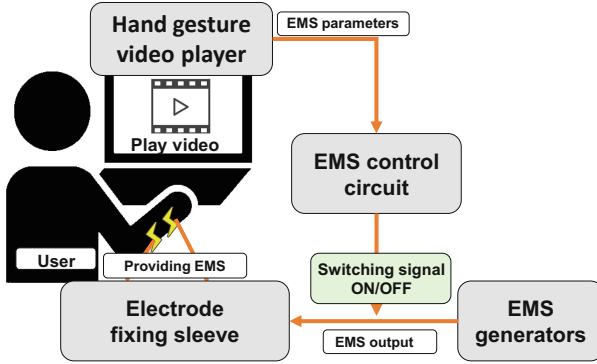 Hand gesture
video player
EMS parameters
Play video
EMS control
circuit
User
Providing EMS
Switching signal
ON/OFF
Electrode
fixing sleeve
EMS output
EMS
generators